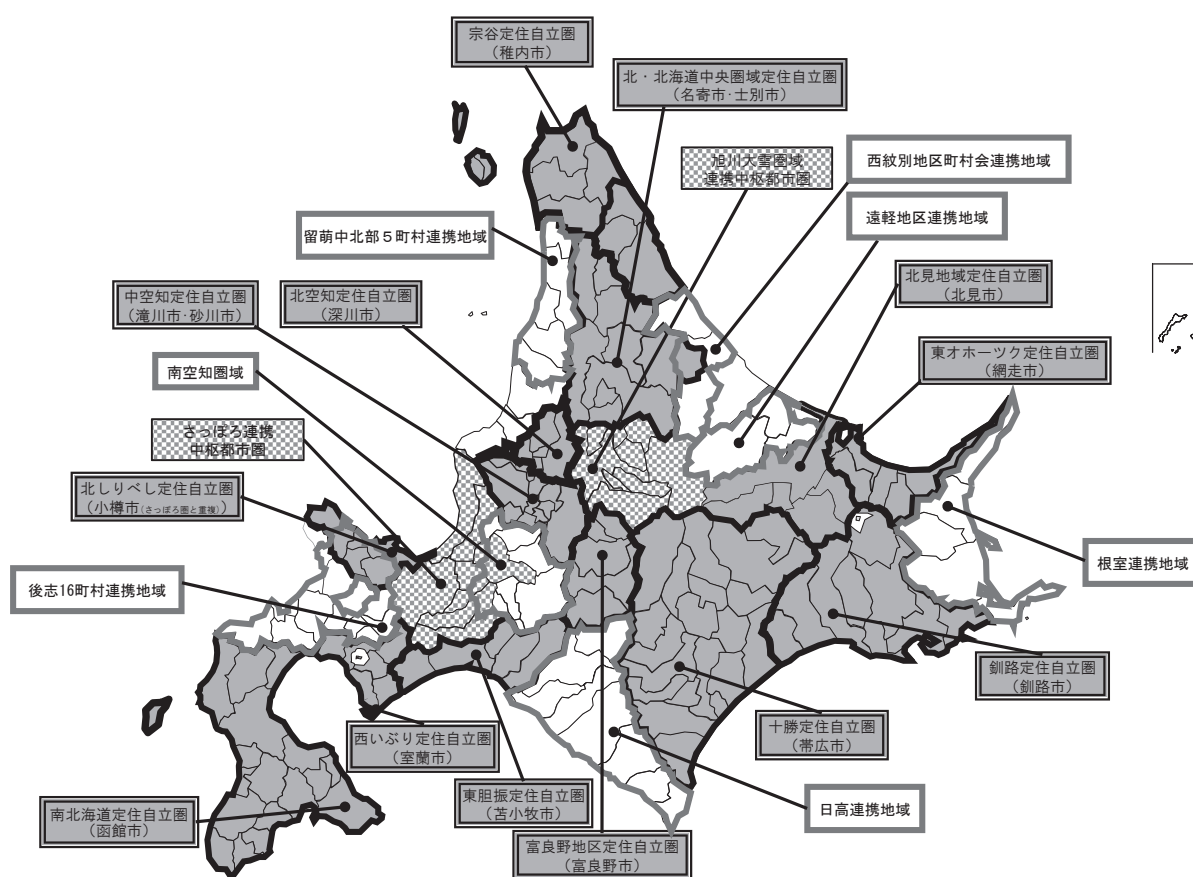 宗谷定住自立圏
(稚内市)
北・北海道中央圏域定住自立圏
(名寄市・士別市)
旭川大雪圏域
連携中枢都市圏
西紋別地区町村会連携地域
遠軽地区連携地域
留萌中北部5町村連携地域
北見地域定住自立圏
(北見市)
中空知定住自立圏
(滝川市・砂川市)
北空知定住自立圏
(深川市)
東オホーツク定住自立圏
(網走市)
南空知圏域
さっぽろ連携
中枢都市圏
北しりべし定住自立圏
(小樽市(さっぽろ圏と重複))
根室連携地域
後志16町村連携地域
釧路定住自立圏
(釧路市)
十勝定住自立圏
(帯広市)
西いぶり定住自立圏
(室蘭市)
東胆振定住自立圏
(苫小牧市)
日高連携地域
南北海道定住自立圏
(函館市)
富良野地区定住自立圏
(富良野市)